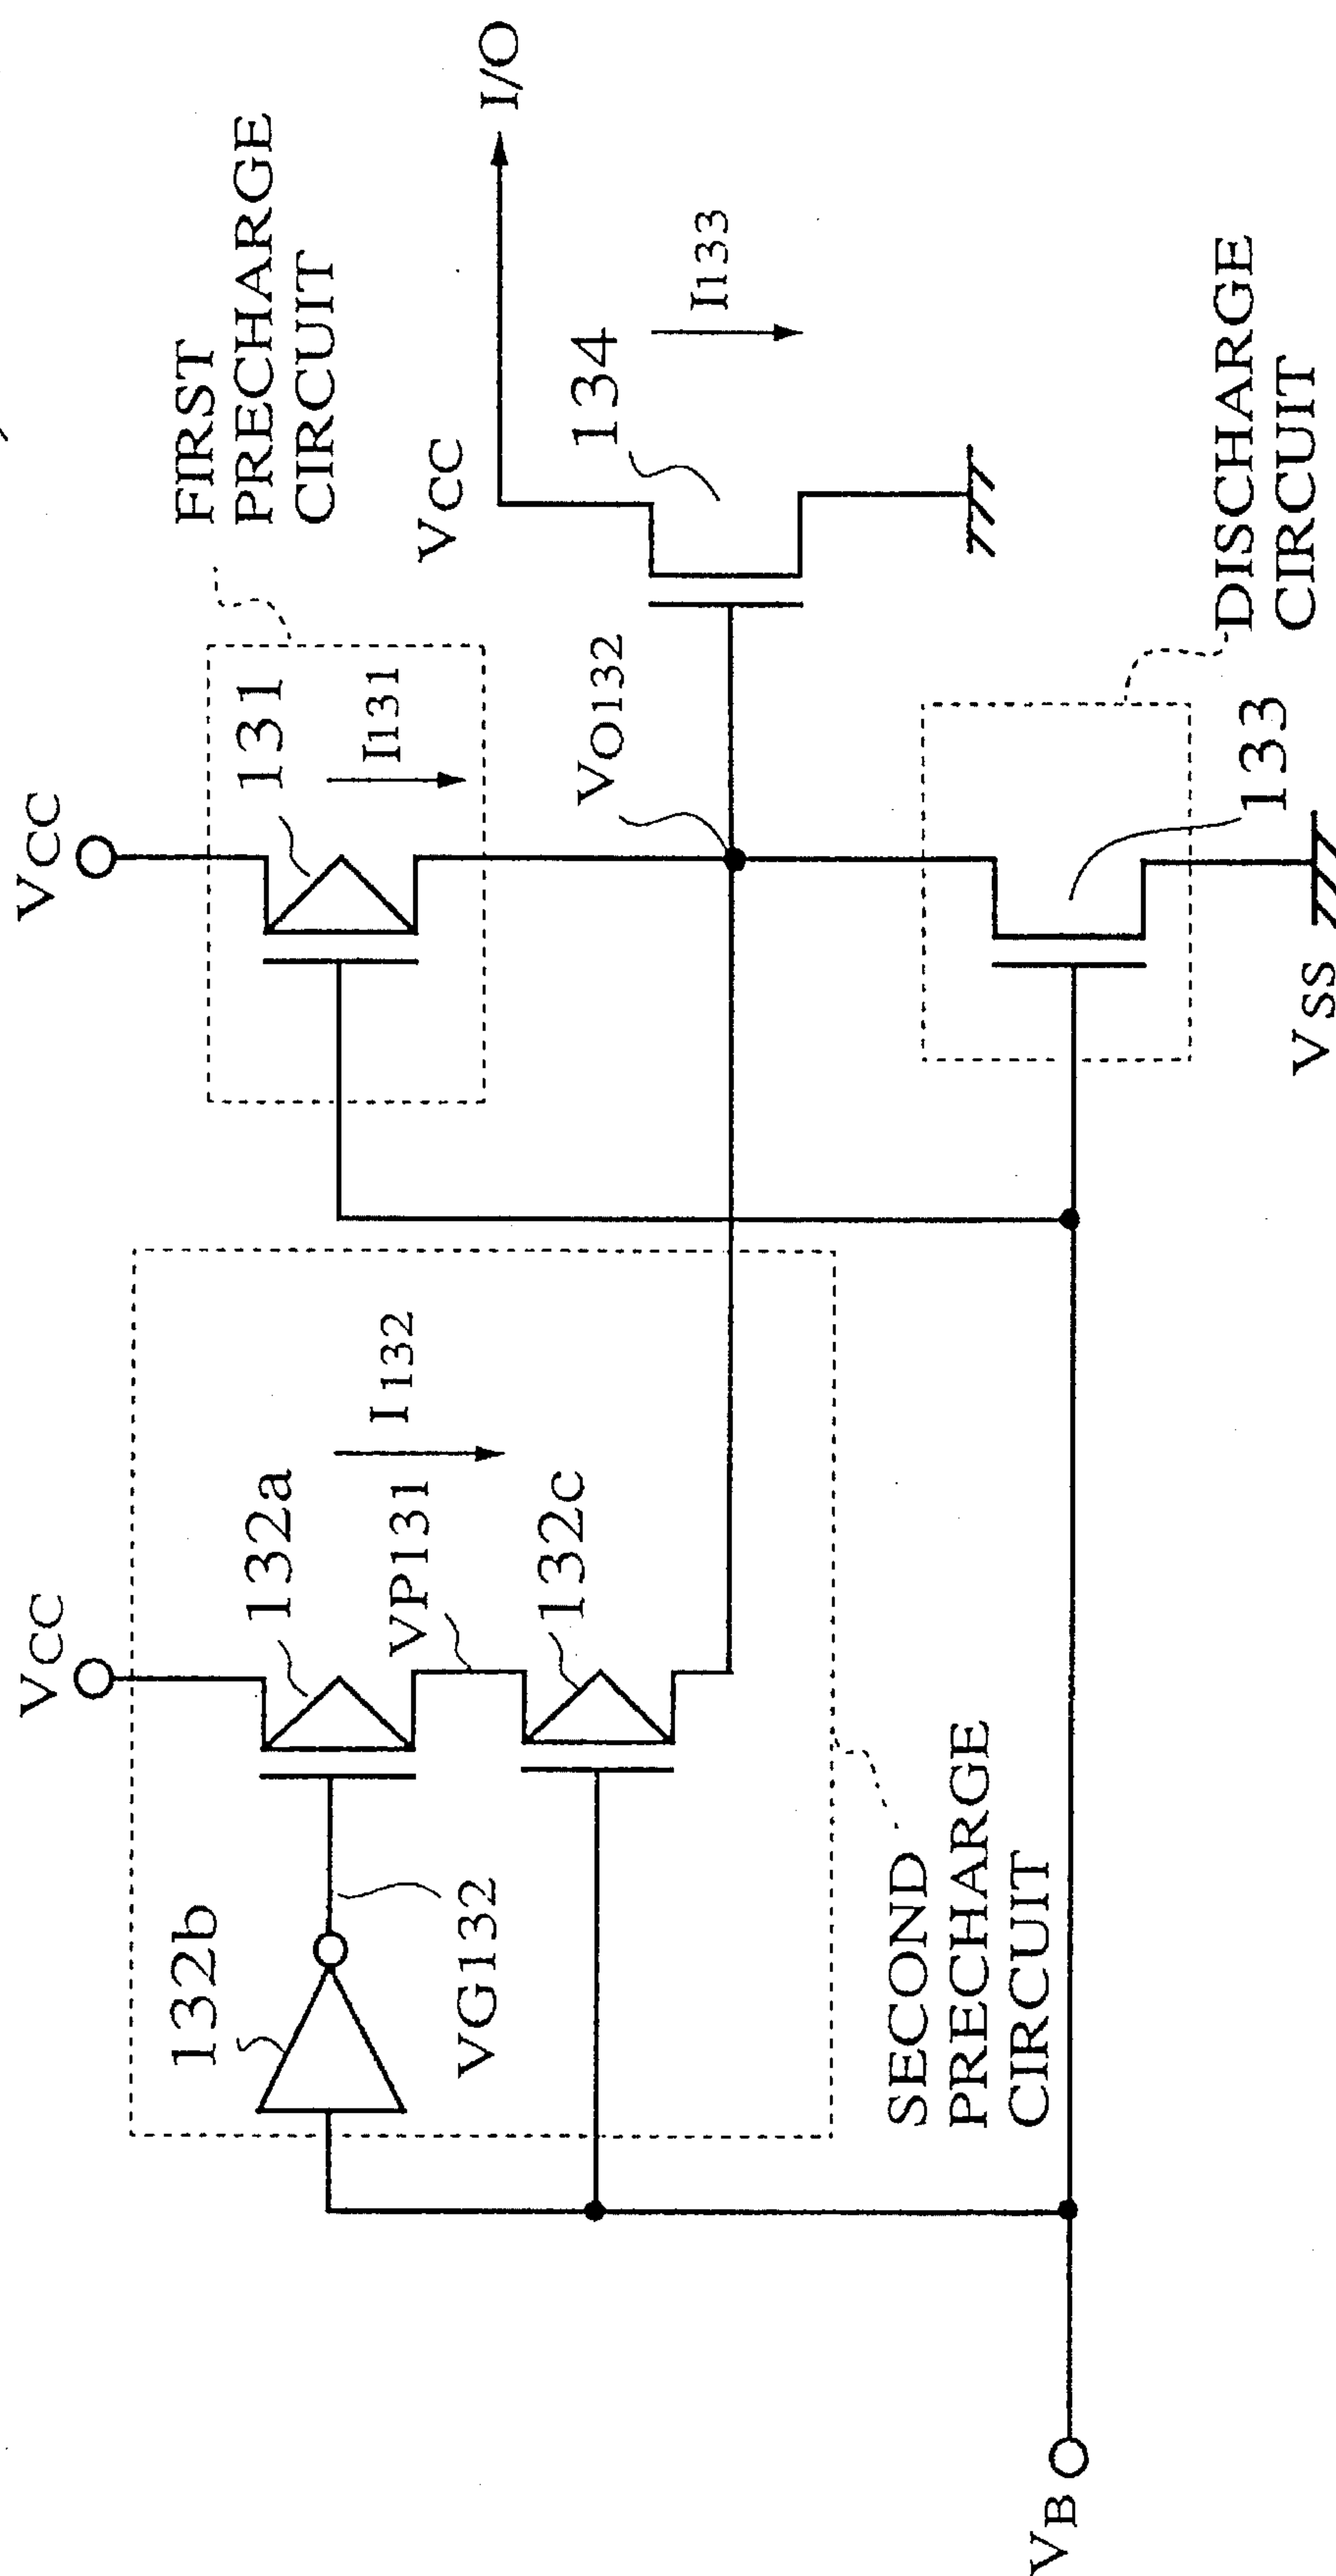 VCC
VCC
FIRST
PRECHARGE
CIRCUIT
132b
132a
I132
131
I131
VCC
I/O
VG132
VP131
132c
VO132
134
I133
SECOND
PRECHARGE
CIRCUIT
DISCHARGE
CIRCUIT
133
VB
VSS